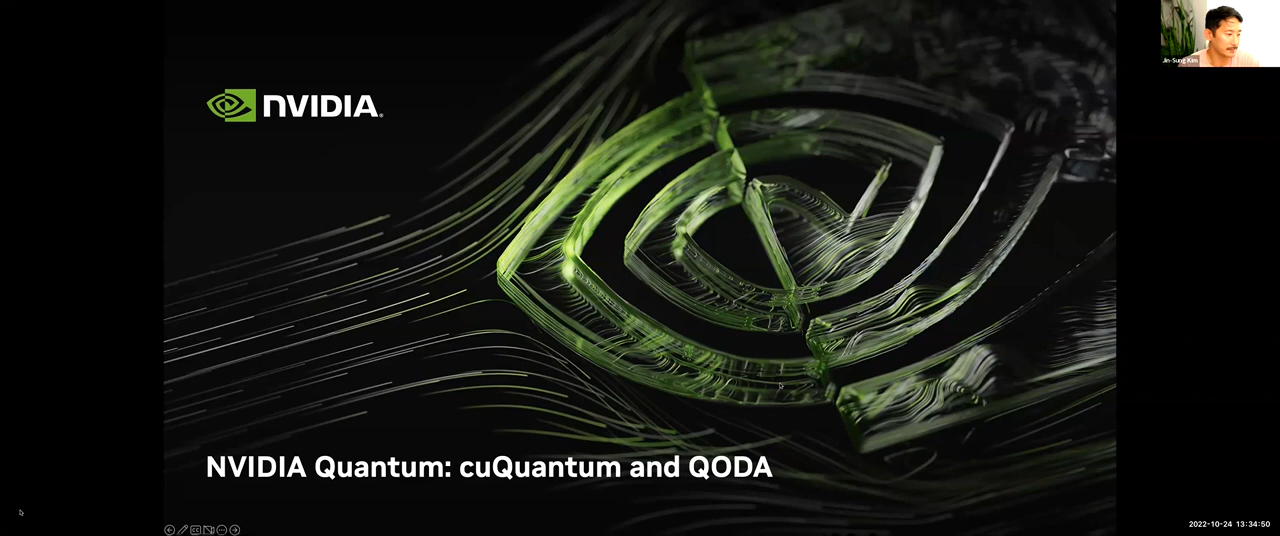 Jin-Sung Kim
NVIDIA
NVIDIA Quantum: cuQuantum and QODA
2022-10-24 13:34:50